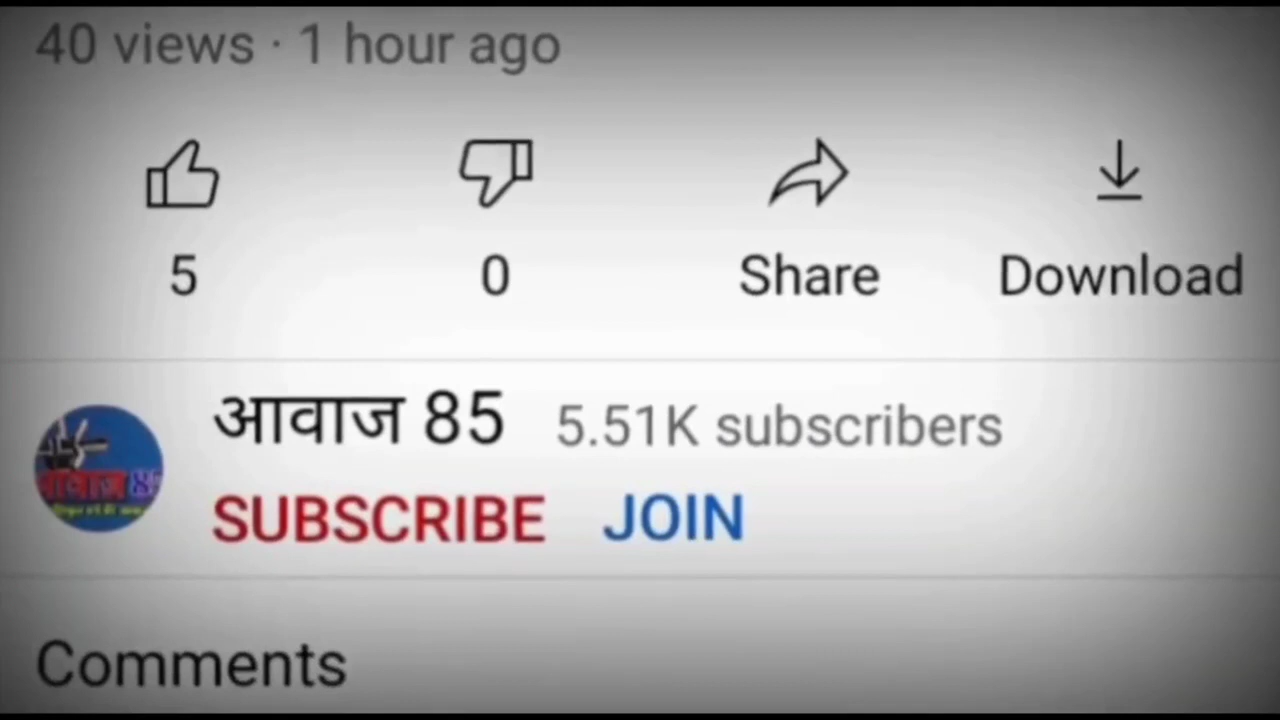 40 views · 1 hour ago
5 0 Share Download
आवाज 85 5.51K subscribers
SUBSCRIBE JOIN
Comments